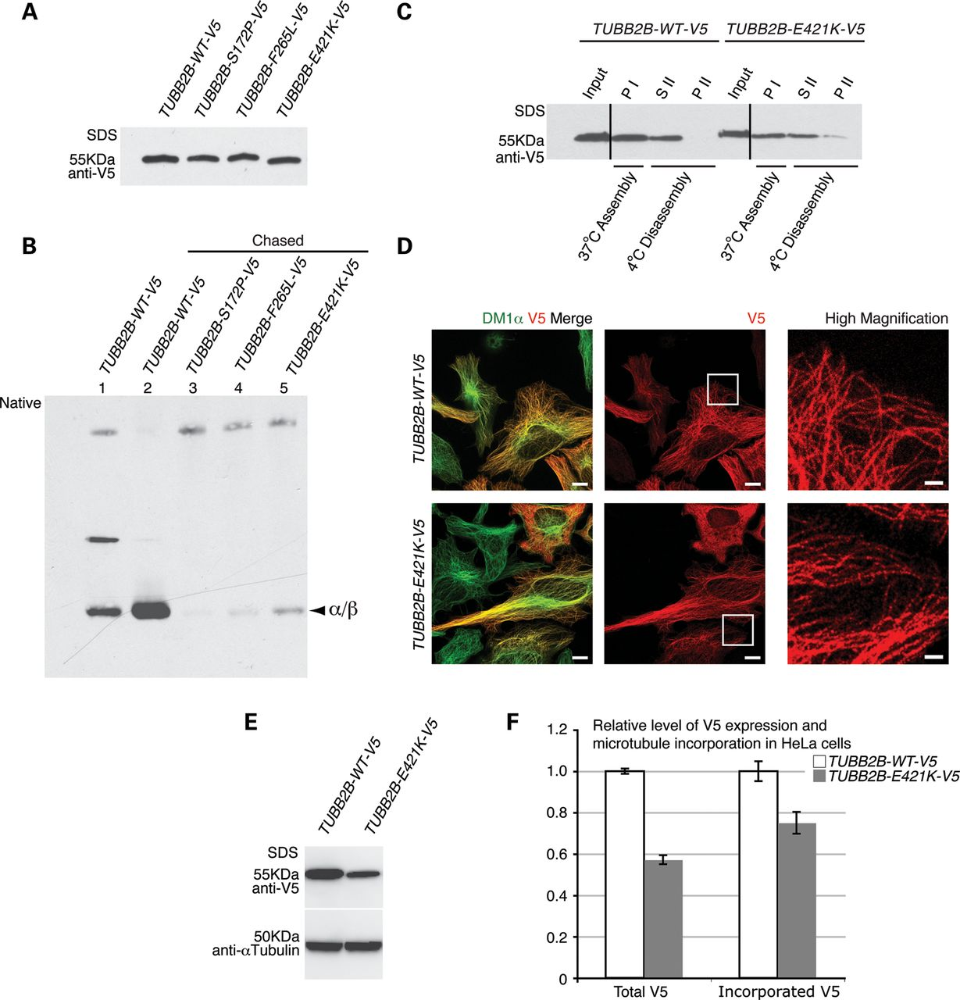 A
TUBB2B-WT-V5
TUBB2B-S172P-V5
TUBB2B-F265L-V5
TUBB2B-E421K-V5
SDS
55KDa
anti-V5
B
Chased
TUBB2B-WT-V5
TUBB2B-WT-V5
TUBB2B-S172P-V5
TUBB2B-F265L-V5
TUBB2B-E421K-V5
1 2 3 4 5
Native
α/β
C
TUBB2B-WT-V5 TUBB2B-E421K-V5
Input P I S II P II Input P I S II P II
SDS
55KDa
anti-V5
37°C Assembly
4°C Disassembly
37°C Assembly
4°C Disassembly
D
DM1α V5 Merge V5 High Magnification
TUBB2B-WT-V5
TUBB2B-E421K-V5
E
TUBB2B-WT-V5
TUBB2B-E421K-V5
SDS
55KDa
anti-V5
50KDa
anti-αTubulin
F
Relative level of V5 expression and
microtubule incorporation in HeLa cells
TUBB2B-WT-V5
TUBB2B-E421K-V5
1.2
1.0
0.8
0.6
0.4
0.2
0
Total V5 Incorporated V5